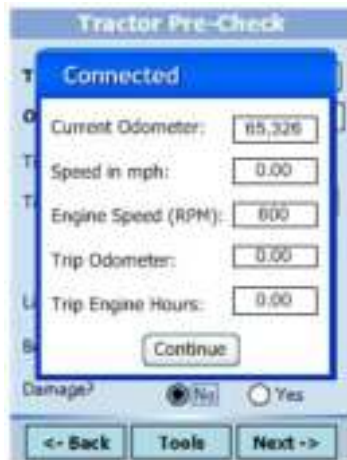 Tractor Pre-Check
Connected
Current Odometer: 65,326
Speed in mph: 0.00
Engine Speed (RPM): 600
Trip Odometer: 0.00
Trip Engine Hours: 0.00
Continue
Damage? No Yes
<- Back Tools Next ->